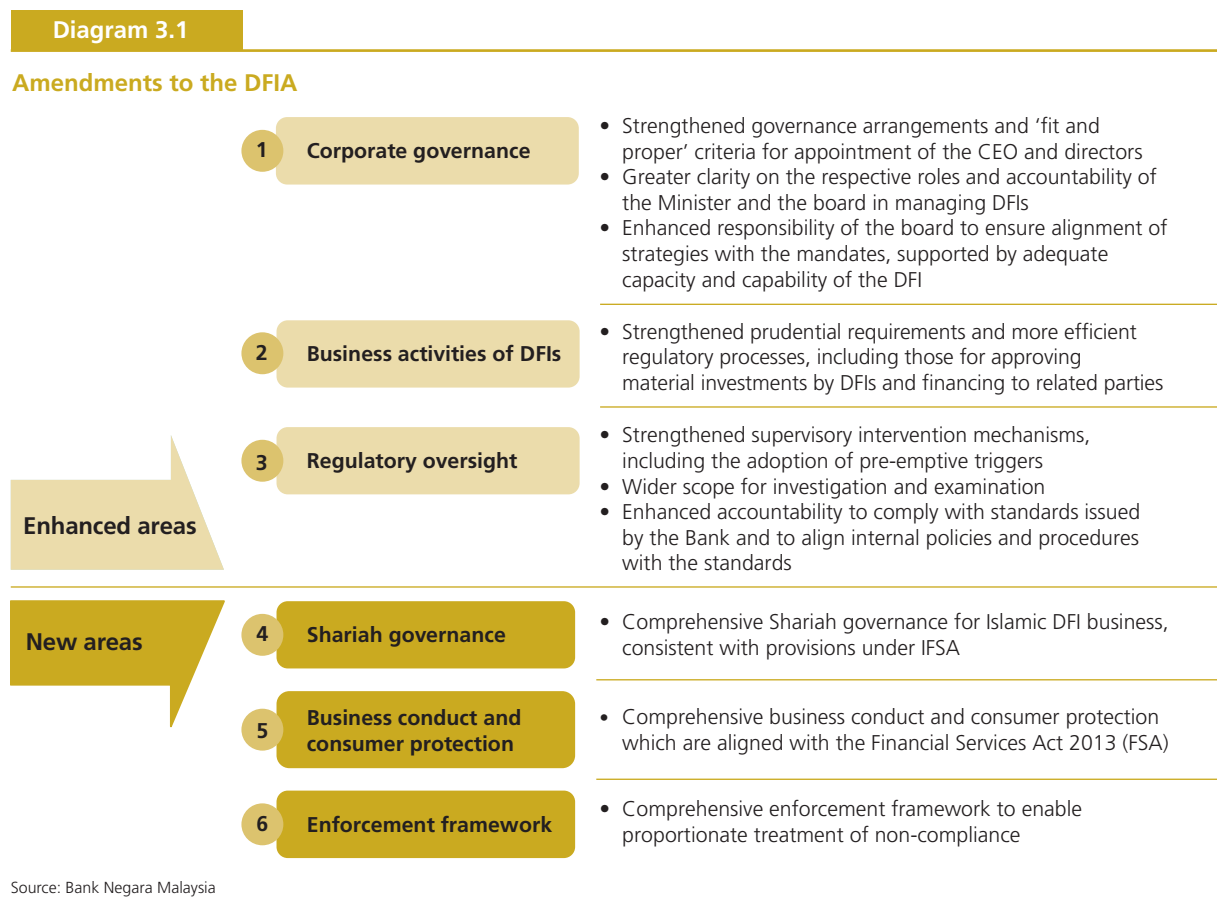 Diagram 3.1
Amendments to the DFIA
1
Corporate governance
• Strengthened governance arrangements and ‘fit and
proper’ criteria for appointment of the CEO and directors
• Greater clarity on the respective roles and accountability of
the Minister and the board in managing DFIs
• Enhanced responsibility of the board to ensure alignment of
strategies with the mandates, supported by adequate
capacity and capability of the DFI
2
Business activities of DFIs
• Strengthened prudential requirements and more efficient
regulatory processes, including those for approving
material investments by DFIs and financing to related parties
3
Regulatory oversight
• Strengthened supervisory intervention mechanisms,
including the adoption of pre-emptive triggers
• Wider scope for investigation and examination
• Enhanced accountability to comply with standards issued
by the Bank and to align internal policies and procedures
with the standards
Enhanced areas
New areas
4
Shariah governance
• Comprehensive Shariah governance for Islamic DFI business,
consistent with provisions under IFSA
5
Business conduct and
consumer protection
• Comprehensive business conduct and consumer protection
which are aligned with the Financial Services Act 2013 (FSA)
6
Enforcement framework
• Comprehensive enforcement framework to enable
proportionate treatment of non-compliance
Source: Bank Negara Malaysia